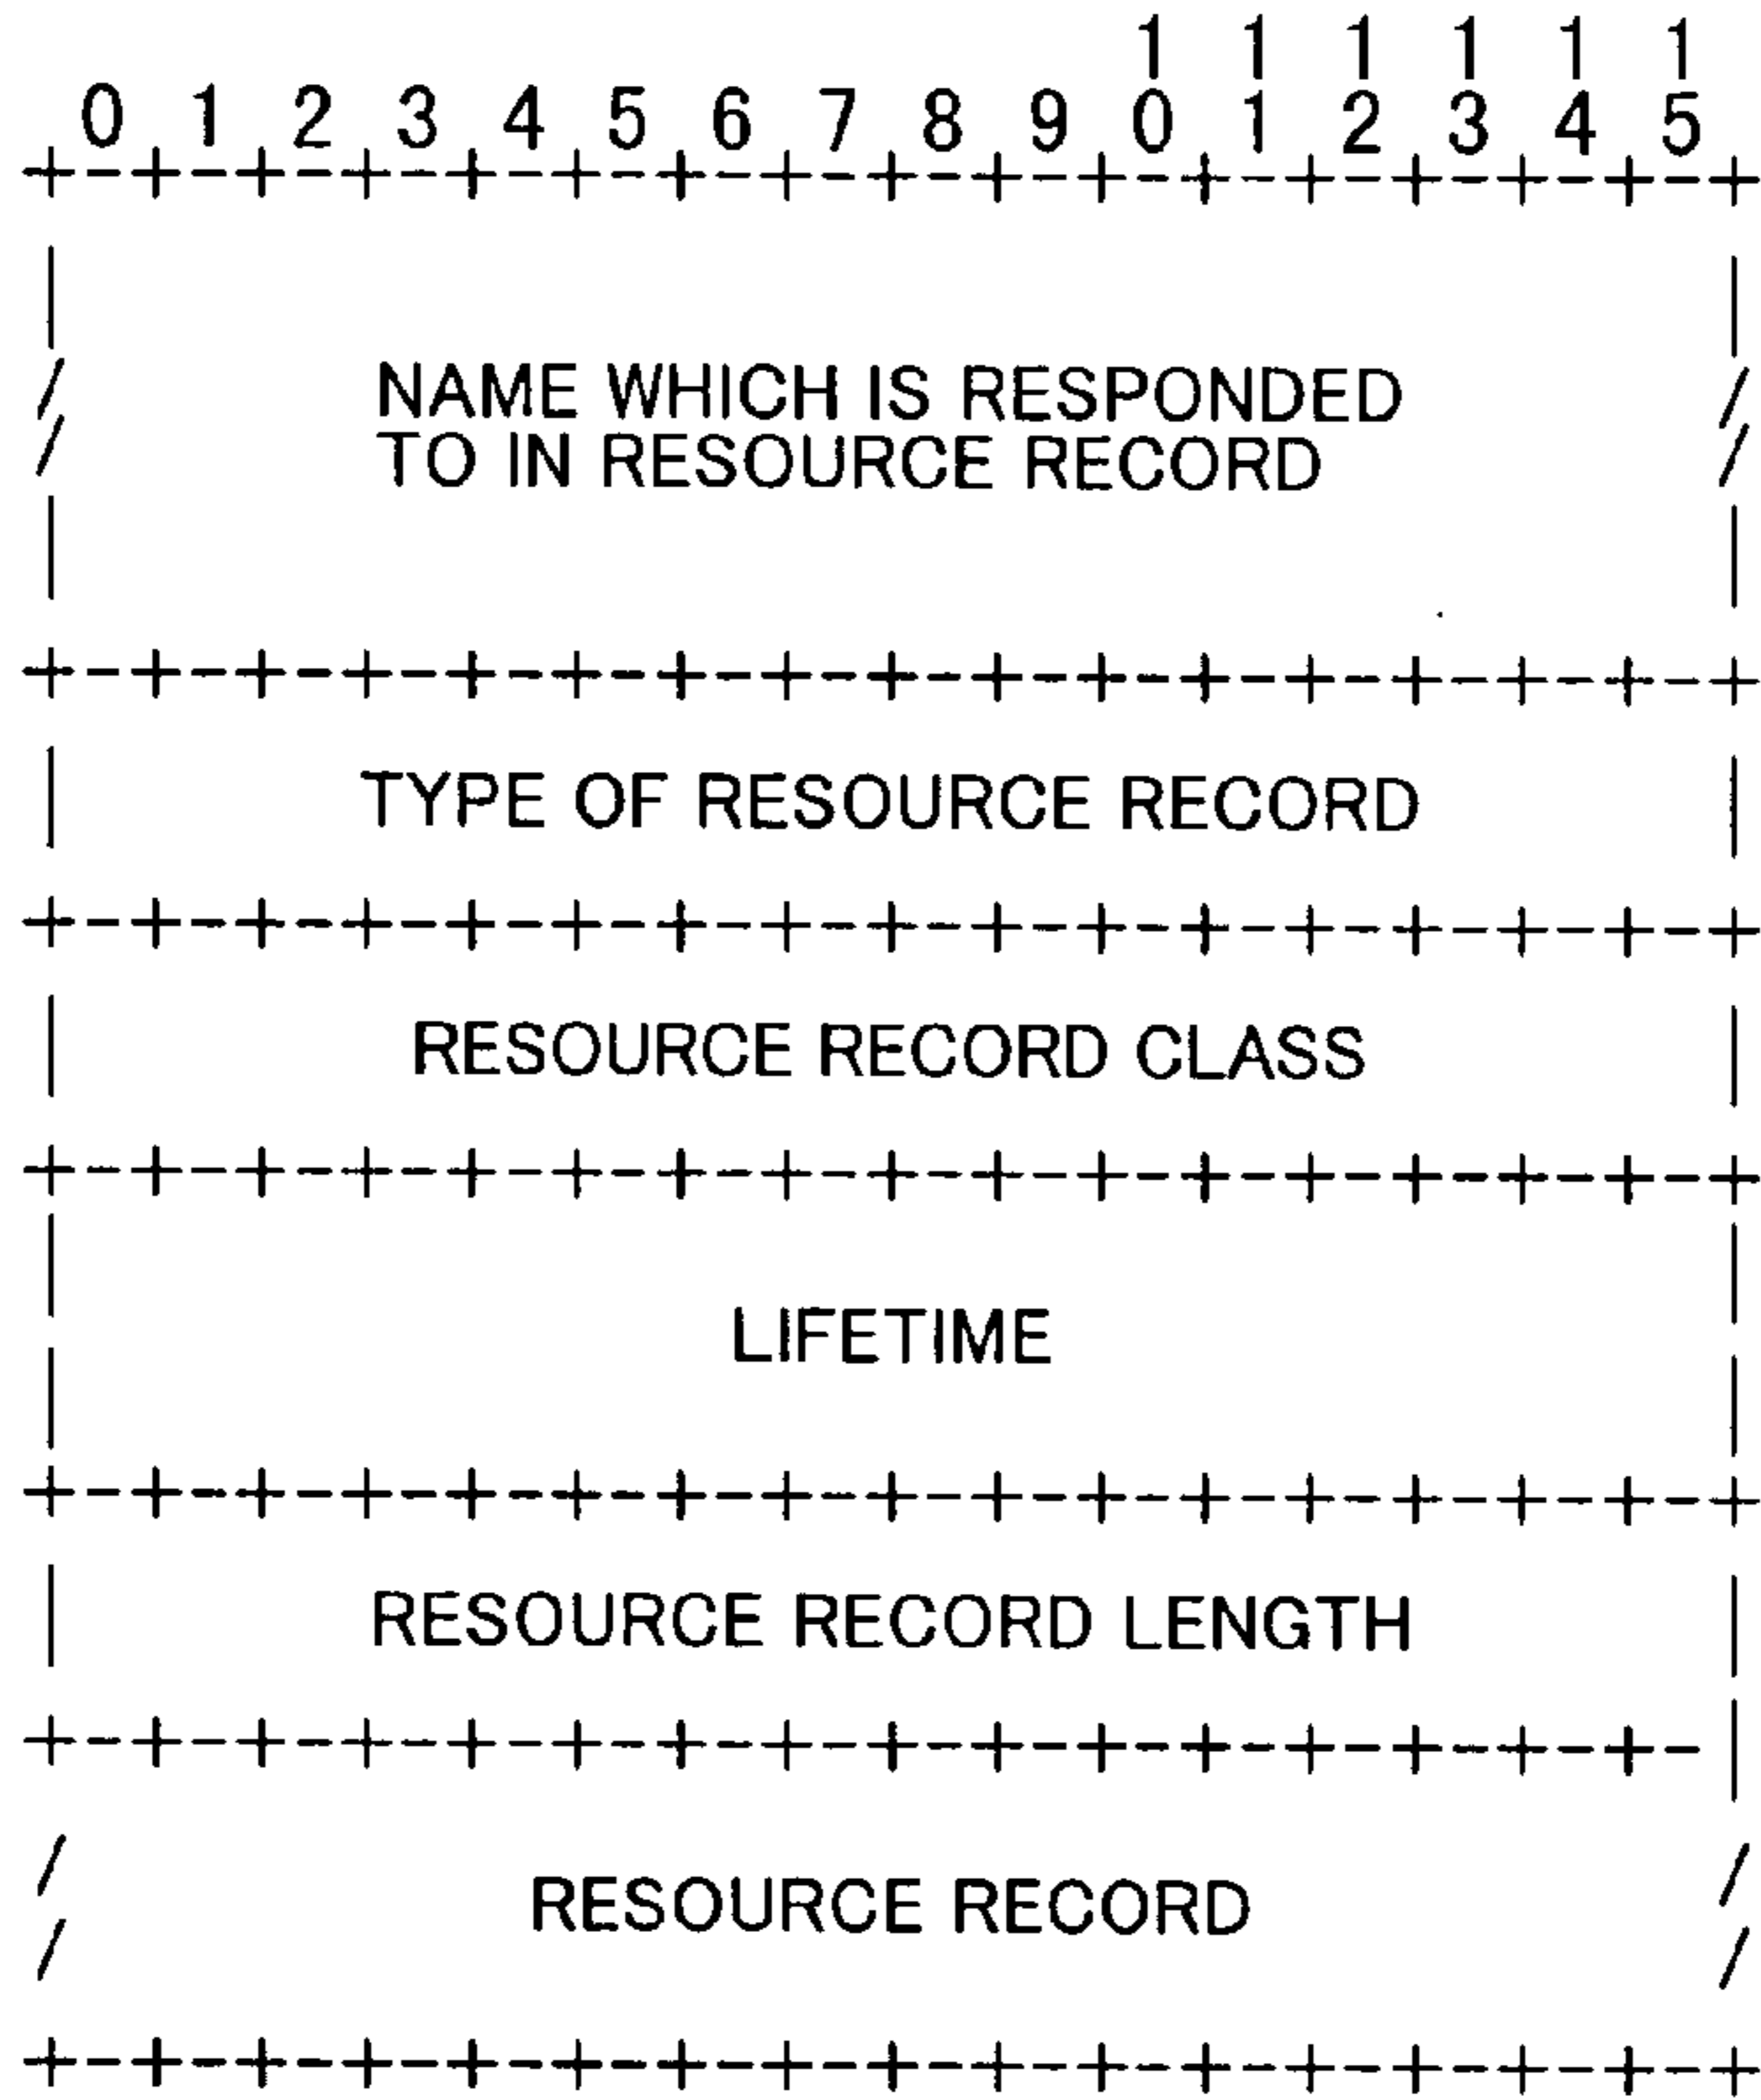 1 1 1 1 1 1
0 1 2 3 4 5 6 7 8 9 0 1 2 3 4 5
+--+--+--+--+--+--+--+--+--+--+--+--+--+--+--+--+
NAME WHICH IS RESPONDED
TO IN RESOURCE RECORD
+--+--+--+--+--+--+--+--+--+--+--+--+--+--+--+--+
TYPE OF RESOURCE RECORD
+--+--+--+--+--+--+--+--+--+--+--+--+--+--+--+--+
RESOURCE RECORD CLASS
+--+--+--+--+--+--+--+--+--+--+--+--+--+--+--+--+
LIFETIME
+--+--+--+--+--+--+--+--+--+--+--+--+--+--+--+--+
RESOURCE RECORD LENGTH
+--+--+--+--+--+--+--+--+--+--+--+--+--+--+--+--|
RESOURCE RECORD
+--+--+--+--+--+--+--+--+--+--+--+--+--+--+--+--+